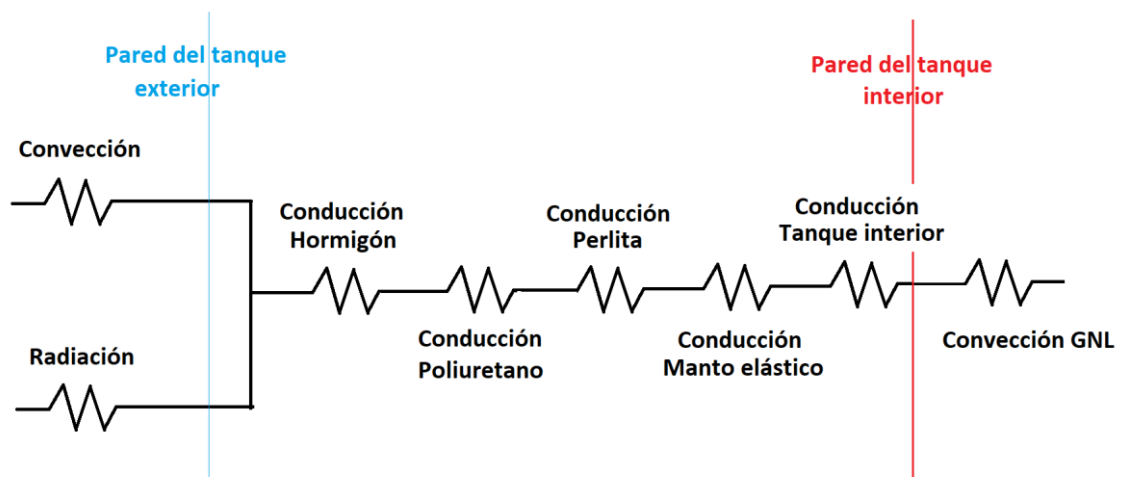 Pared del tanque
exterior
Pared del tanque
interior
Convección
Conducción
Hormigón
Conducción
Perlita
Conducción
Tanque interior
Conducción
Poliuretano
Conducción
Manto elástico
Convección GNL
Radiación